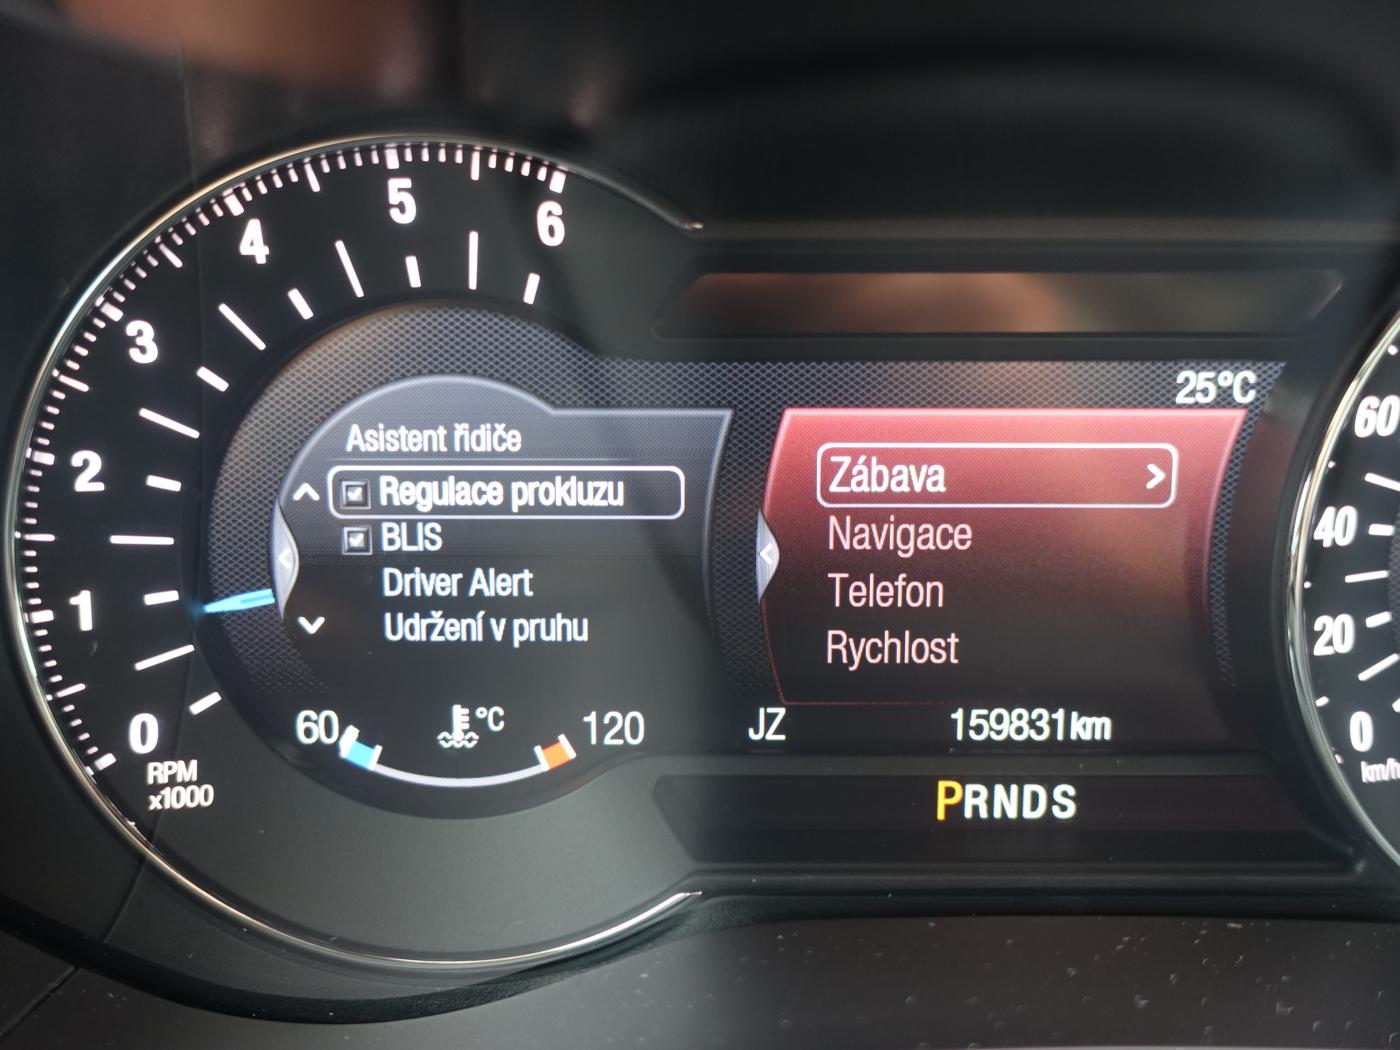 6
5
4
3
2
1
0
RPM
x1000
Asistent řidiče
Regulace prokluzu
BLIS
Driver Alert
Udržení v pruhu
60
°C
120
25°C
Zábava
Navigace
Telefon
Rychlost
JZ
159831km
PRNDS
60
40
20
0
km/h